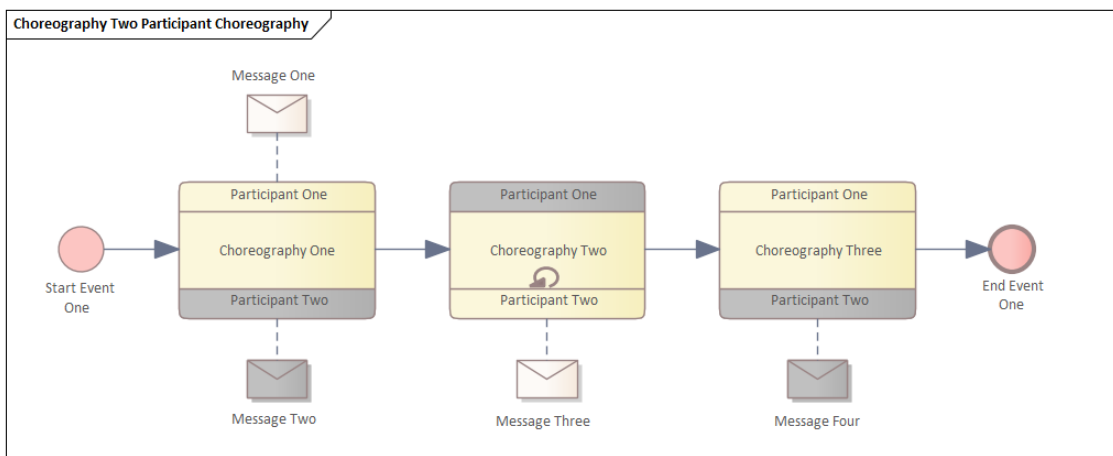 Choreography Two Participant Choreography
Message One
Participant One
Choreography One
Participant Two
Message Two
Participant One
Choreography Two
Participant Two
Message Three
Participant One
Choreography Three
Participant Two
Message Four
Start Event
One
End Event
One